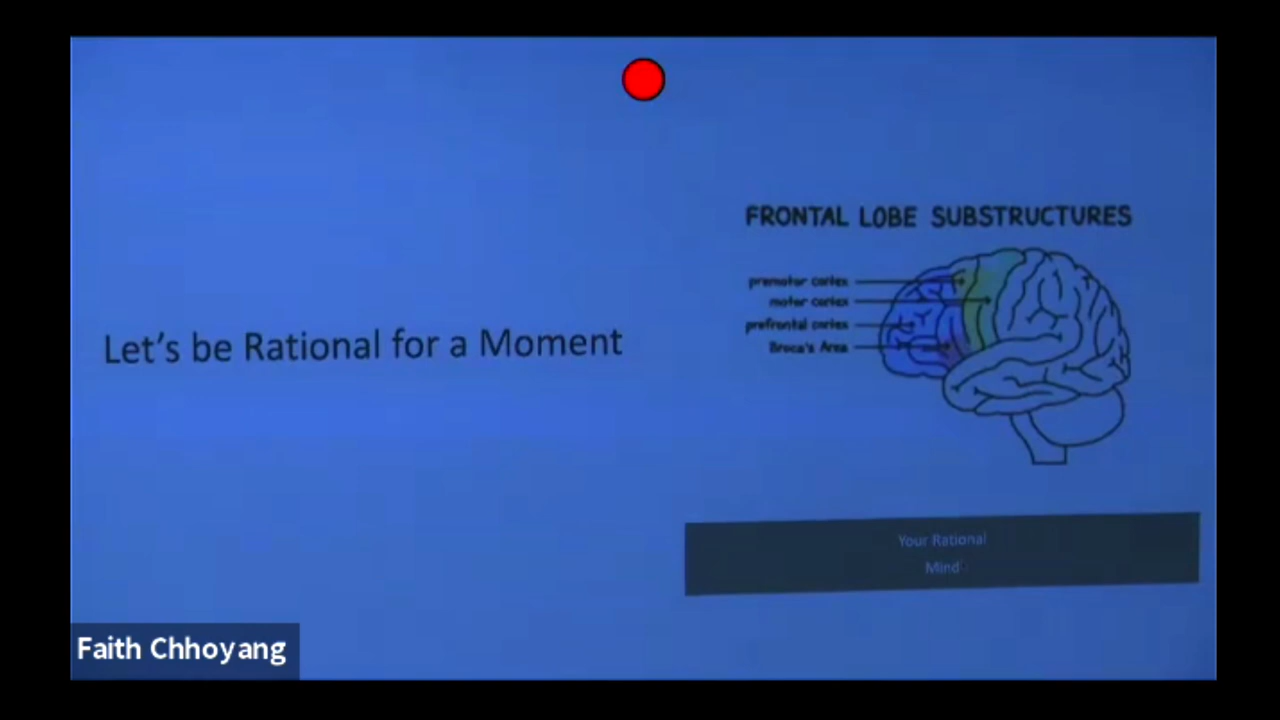 Let's be Rational for a Moment
FRONTAL LOBE SUBSTRUCTURES
premotor cortex
motor cortex
prefrontal cortex
Broca's Area
Your Rational
Mind
Faith Chhoyang